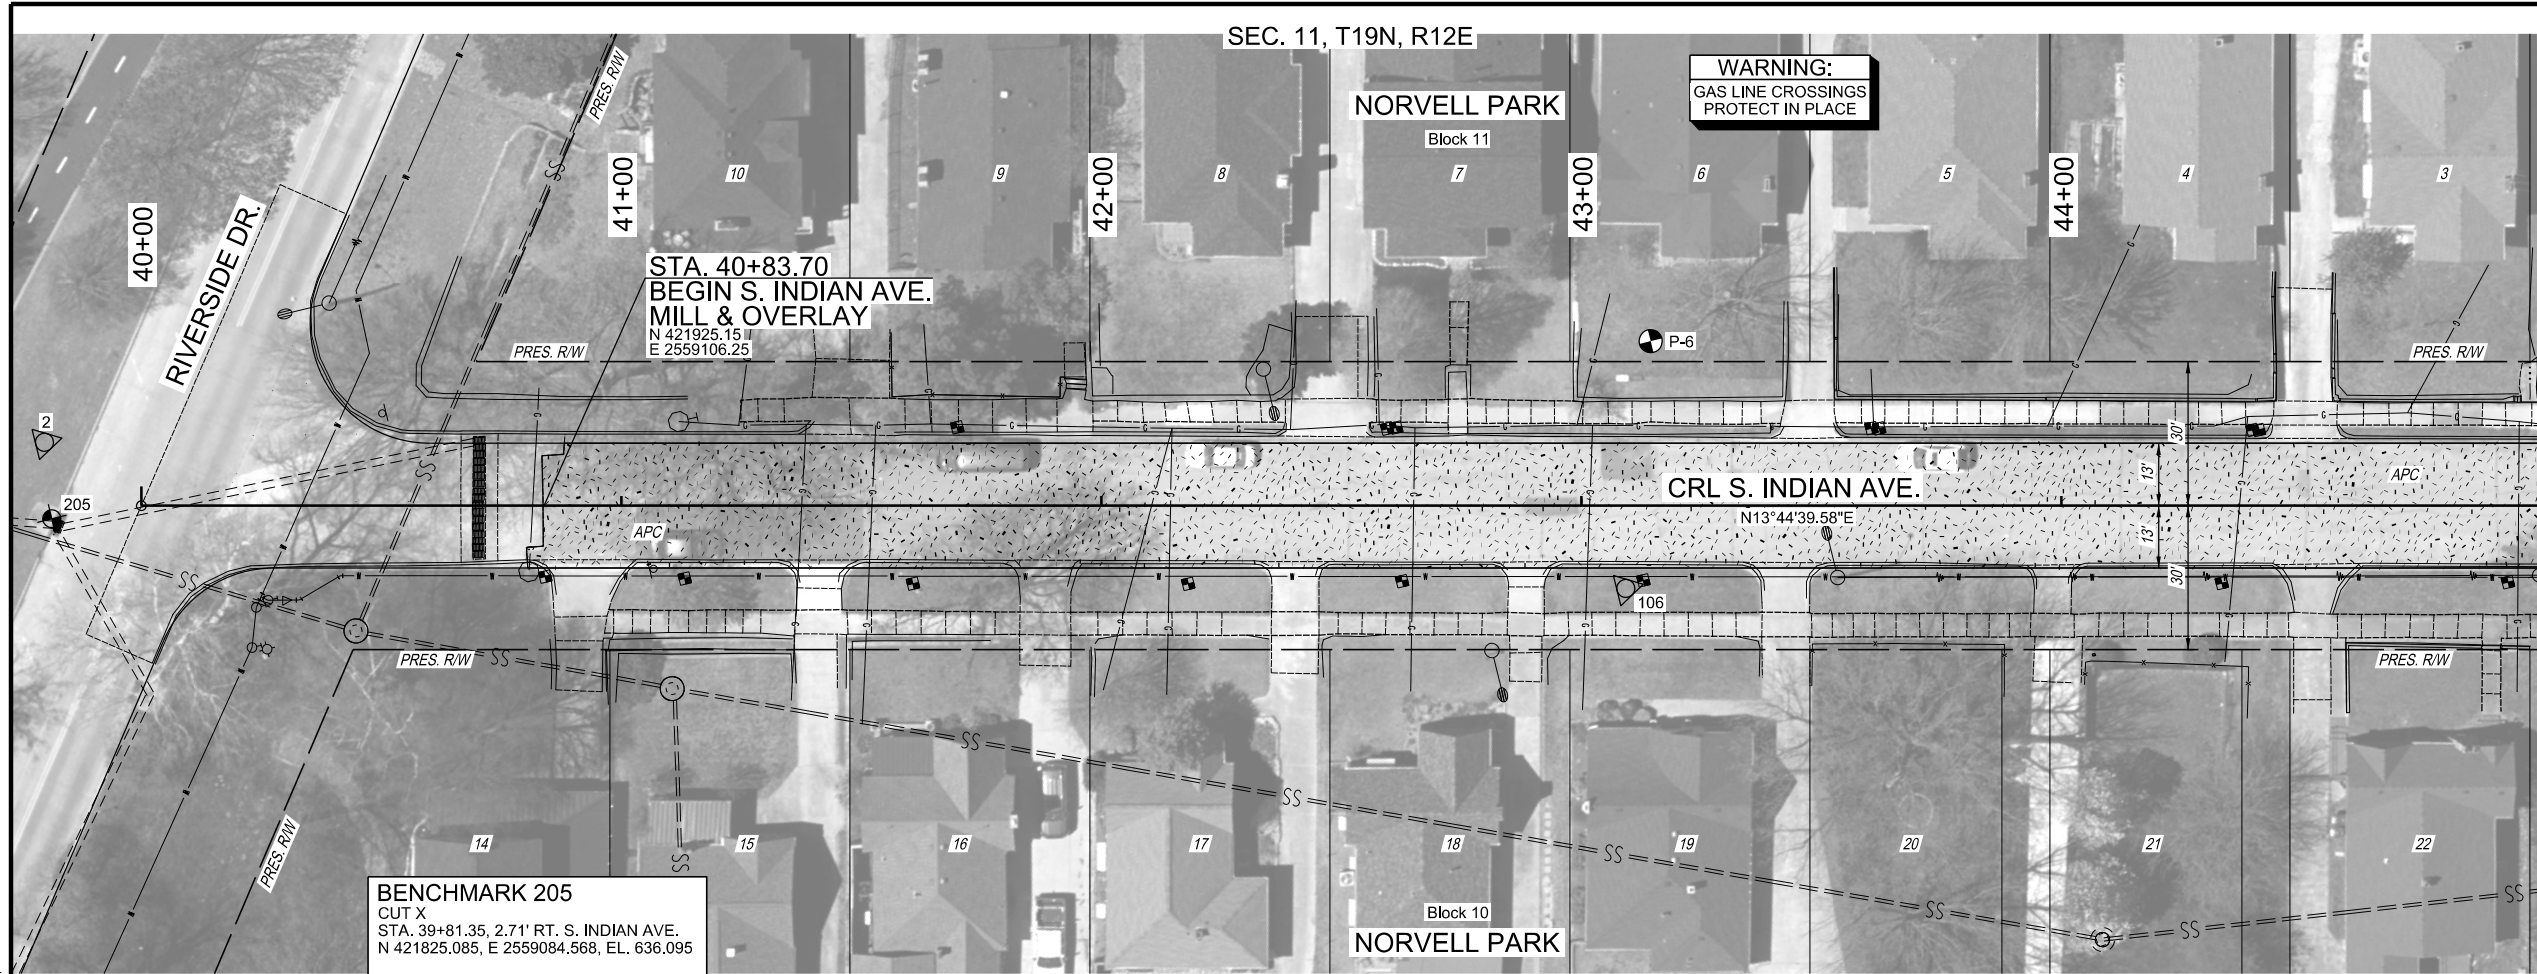 SEC. 11, T19N, R12E
WARNING:
GAS LINE CROSSINGS
PROTECT IN PLACE
NORVELL PARK
Block 11
PRES. R/W
10
9
8
7
6
5
4
3
40+00
41+00
42+00
43+00
44+00
RIVERSIDE DR.
STA. 40+83.70
BEGIN S. INDIAN AVE.
MILL & OVERLAY
N 421925.15
E 2559106.25
PRES. R/W
P-6
PRES. R/W
2
205
30'
13'
APC
CRL S. INDIAN AVE.
N13°44'39.58"E
APC
13'
30'
106
SS
SS
SS
PRES. R/W
SS
PRES. R/W
SS
SS
SS
SS
SS
SS
SS
14
15
16
17
18
19
20
21
22
PRES. R/W
BENCHMARK 205
CUT X
STA. 39+81.35, 2.71' RT. S. INDIAN AVE.
N 421825.085, E 2559084.568, EL. 636.095
Block 10
NORVELL PARK